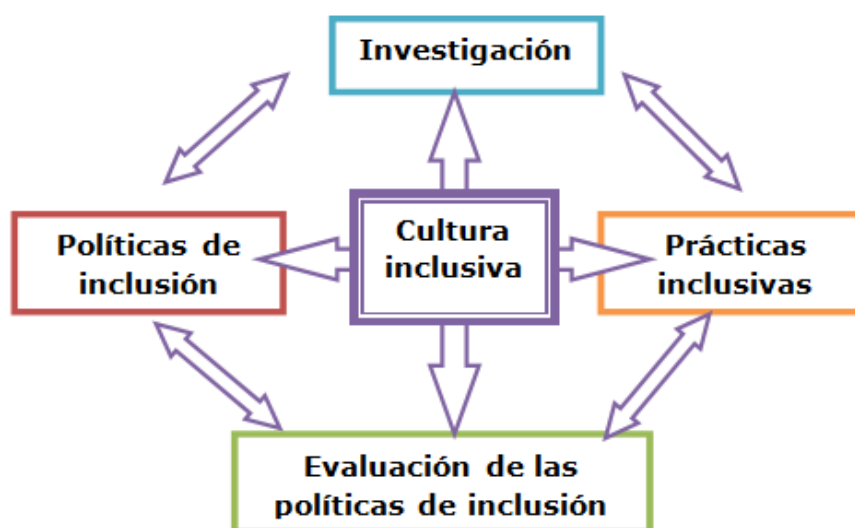 Investigación
Políticas de
inclusión
Cultura
inclusiva
Prácticas
inclusivas
Evaluación de las
políticas de inclusión